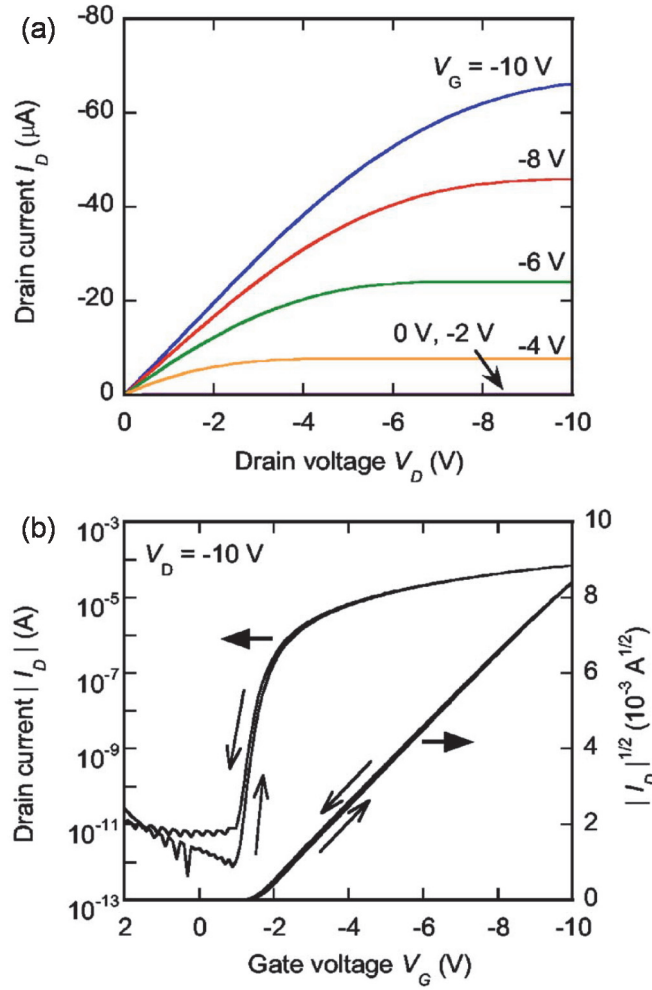 (a)
-80
-60
-40
-20
0
Drain current I_D (μA)
V_G = -10 V
-8 V
-6 V
0 V, -2 V
-4 V
0 -2 -4 -6 -8 -10
Drain voltage V_D (V)
(b)
10^-3
10^-5
10^-7
10^-9
10^-11
10^-13
Drain current | I_D | (A)
V_D = -10 V
10
8
6
4
2
0
| I_D |^1/2 (10^-3 A^1/2)
2 0 -2 -4 -6 -8 -10
Gate voltage V_G (V)